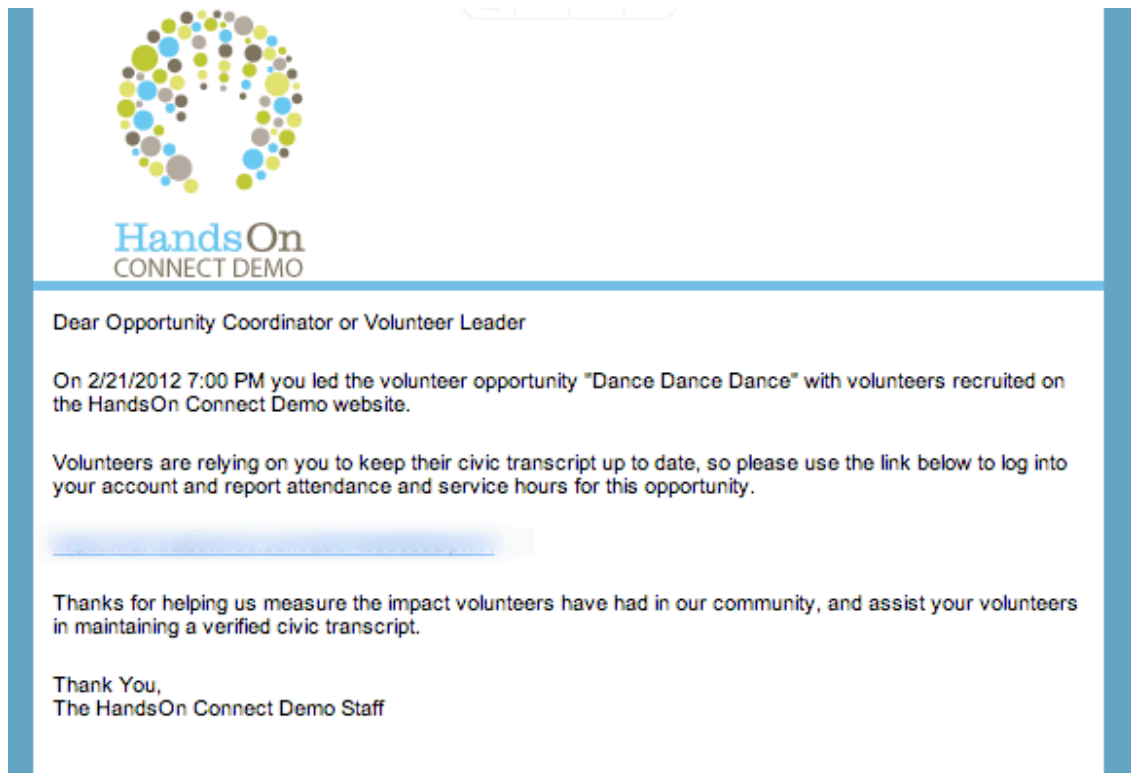 HandsOn
CONNECT DEMO
Dear Opportunity Coordinator or Volunteer Leader
On 2/21/2012 7:00 PM you led the volunteer opportunity "Dance Dance Dance" with volunteers recruited on
the HandsOn Connect Demo website.
Volunteers are relying on you to keep their civic transcript up to date, so please use the link below to log into
your account and report attendance and service hours for this opportunity.
Thanks for helping us measure the impact volunteers have had in our community, and assist your volunteers
in maintaining a verified civic transcript.
Thank You,
The HandsOn Connect Demo Staff